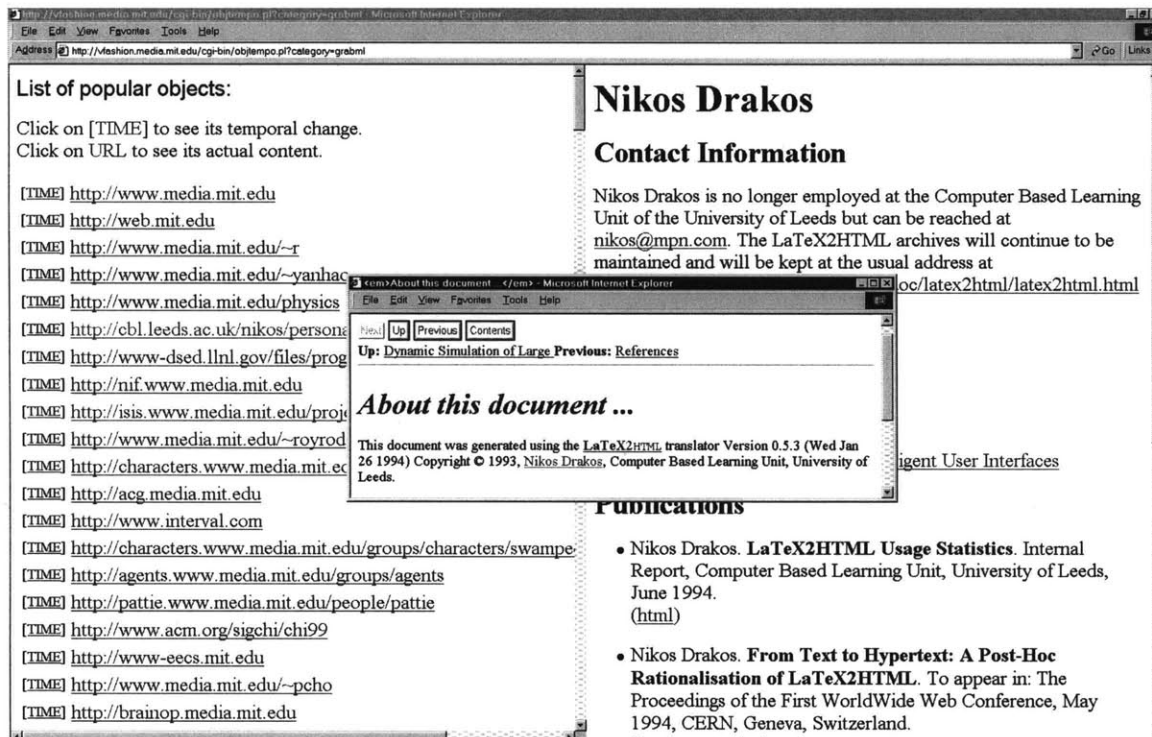 http://vfashion.media.mit.edu/cgi-bin/objtempo.pl?category=grabml - Microsoft Internet Explorer
File Edit View Favorites Tools Help
Address http://vfashion.media.mit.edu/cgi-bin/objtempo.pl?category=grabml Go Links
List of popular objects:
Click on [TIME] to see its temporal change.
Click on URL to see its actual content.
[TIME] http://www.media.mit.edu
[TIME] http://web.mit.edu
[TIME] http://www.media.mit.edu/~r
[TIME] http://www.media.mit.edu/~yanhao
[TIME] http://www.media.mit.edu/physics
[TIME] http://cbl.leeds.ac.uk/nikos/persona
[TIME] http://www-dsed.llnl.gov/files/prog
[TIME] http://nif.www.media.mit.edu
[TIME] http://isis.www.media.mit.edu/proj
[TIME] http://www.media.mit.edu/~royrod
[TIME] http://characters.www.media.mit.ed
[TIME] http://acg.media.mit.edu
[TIME] http://www.interval.com
[TIME] http://characters.www.media.mit.edu/groups/characters/swampe
[TIME] http://agents.www.media.mit.edu/groups/agents
[TIME] http://pattie.www.media.mit.edu/people/pattie
[TIME] http://www.acm.org/sigchi/chi99
[TIME] http://www-eecs.mit.edu
[TIME] http://www.media.mit.edu/~pcho
[TIME] http://brainop.media.mit.edu
Nikos Drakos
Contact Information
Nikos Drakos is no longer employed at the Computer Based Learning
Unit of the University of Leeds but can be reached at
nikos@mpn.com. The LaTeX2HTML archives will continue to be
maintained and will be kept at the usual address at
oc/latex2html/latex2html.html
igent User Interfaces
Publications
• Nikos Drakos. LaTeX2HTML Usage Statistics. Internal
Report, Computer Based Learning Unit, University of Leeds,
June 1994.
(html)
• Nikos Drakos. From Text to Hypertext: A Post-Hoc
Rationalisation of LaTeX2HTML. To appear in: The
Proceedings of the First WorldWide Web Conference, May
1994, CERN, Geneva, Switzerland.
<em>About this document </em> - Microsoft Internet Explorer
File Edit View Favorites Tools Help
Next Up Previous Contents
Up: Dynamic Simulation of Large Previous: References
About this document ...
This document was generated using the LaTeX2HTML translator Version 0.5.3 (Wed Jan
26 1994) Copyright © 1993, Nikos Drakos, Computer Based Learning Unit, University of
Leeds.